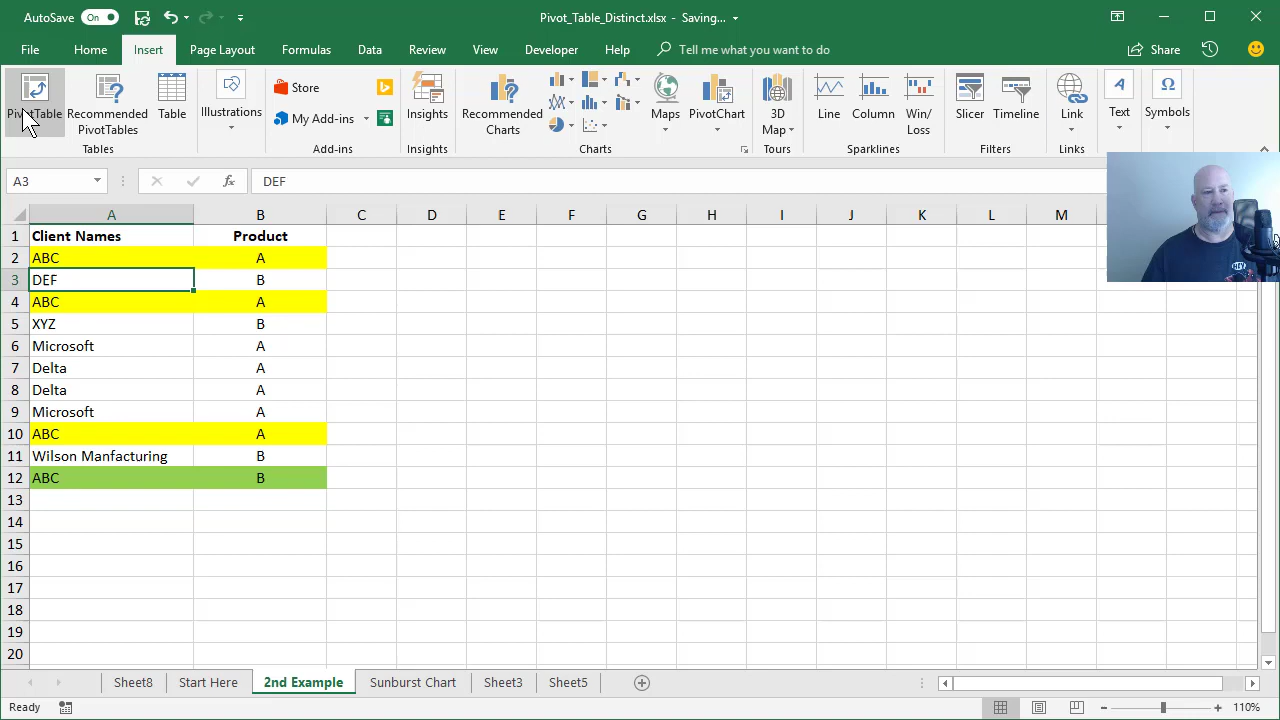 AutoSave On Pivot_Table_Distinct.xlsx - Saving...
File Home Insert Page Layout Formulas Data Review View Developer Help Tell me what you want to do Share
PivotTable Recommended PivotTables Table Tables
Illustrations
Store
My Add-ins
Add-ins
Insights
Insights
Recommended Charts
Maps PivotChart
Charts
3D Map
Tours
Line Column Win/Loss
Sparklines
Slicer Timeline
Filters
Link
Links
Text
Symbols
A3 fx DEF
A B C D E F G H I J K L M
1 Client Names Product
2 ABC A
3 DEF B
4 ABC A
5 XYZ B
6 Microsoft A
7 Delta A
8 Delta A
9 Microsoft A
10 ABC A
11 Wilson Manfacturing B
12 ABC B
13
14
15
16
17
18
19
20
Sheet8 Start Here 2nd Example Sunburst Chart Sheet3 Sheet5
Ready 110%